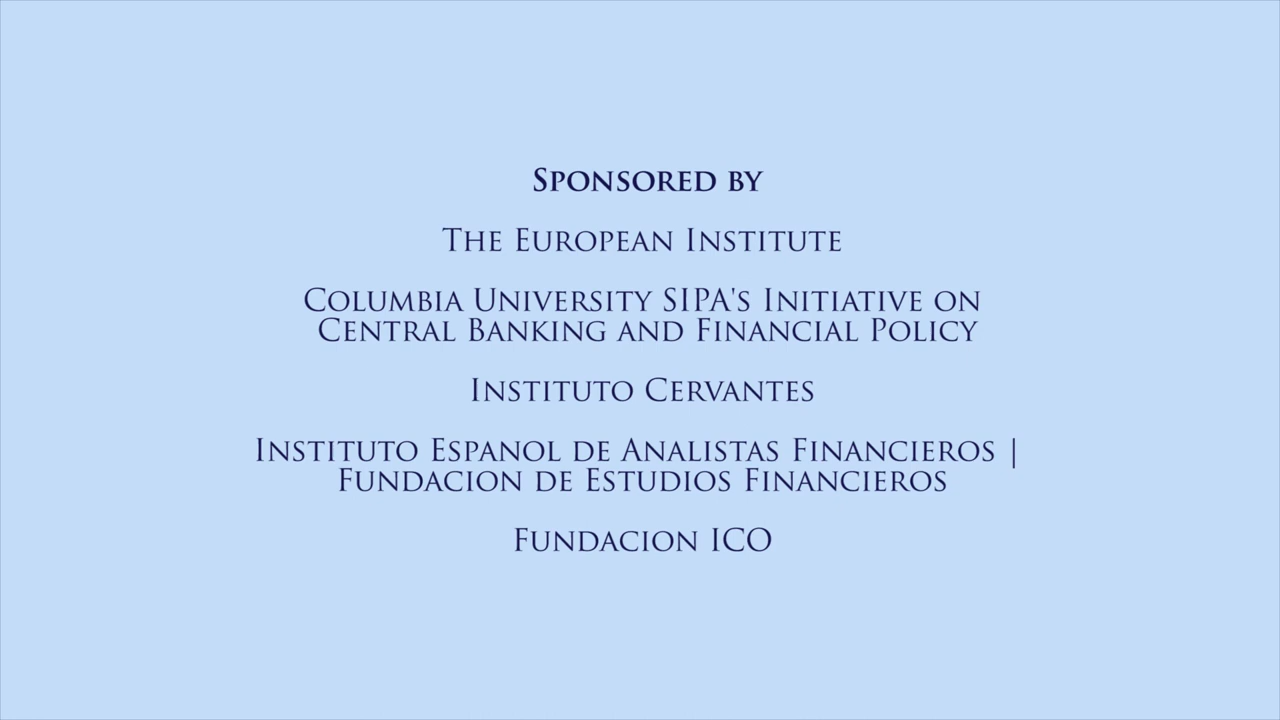 Sponsored by
The European Institute
Columbia University SIPA's Initiative on
Central Banking and Financial Policy
Instituto Cervantes
Instituto Espanol de Analistas Financieros |
Fundacion de Estudios Financieros
Fundacion ICO